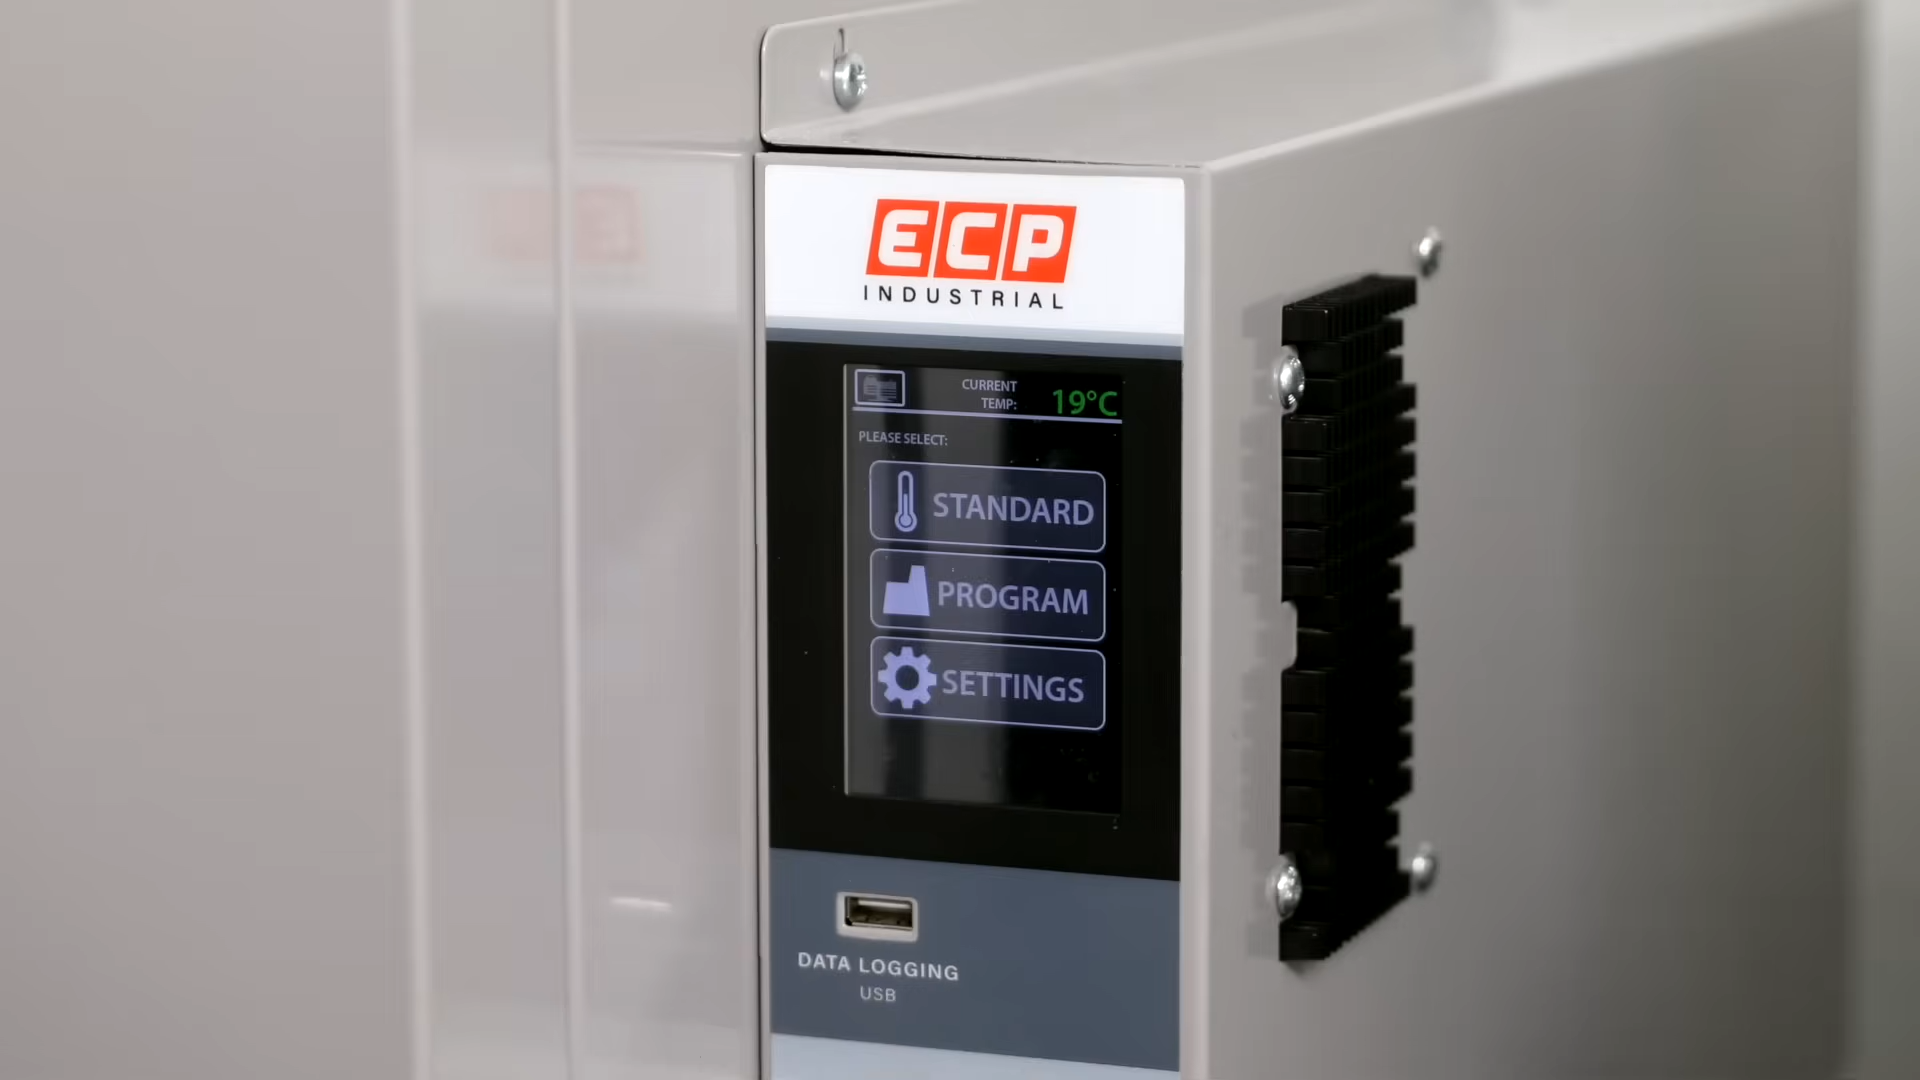 ECP
INDUSTRIAL
CURRENT
TEMP: 19°C
PLEASE SELECT:
STANDARD
PROGRAM
SETTINGS
DATA LOGGING
USB